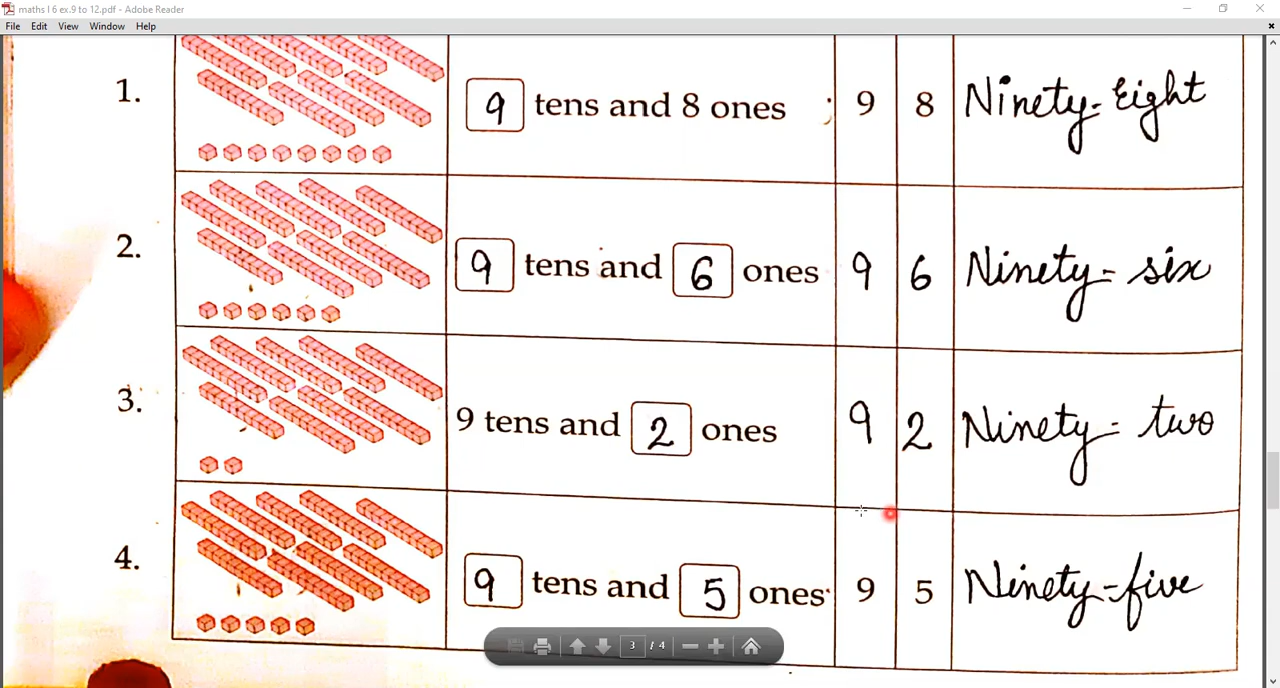 maths l 6 ex.9 to 12.pdf - Adobe Reader
File Edit View Window Help
1. 9 tens and 8 ones 9 8 Ninety-Eight
2. 9 tens and 6 ones 9 6 Ninety-six
3. 9 tens and 2 ones 9 2 Ninety-two
4. 9 tens and 5 ones 9 5 Ninety-five
3 / 4